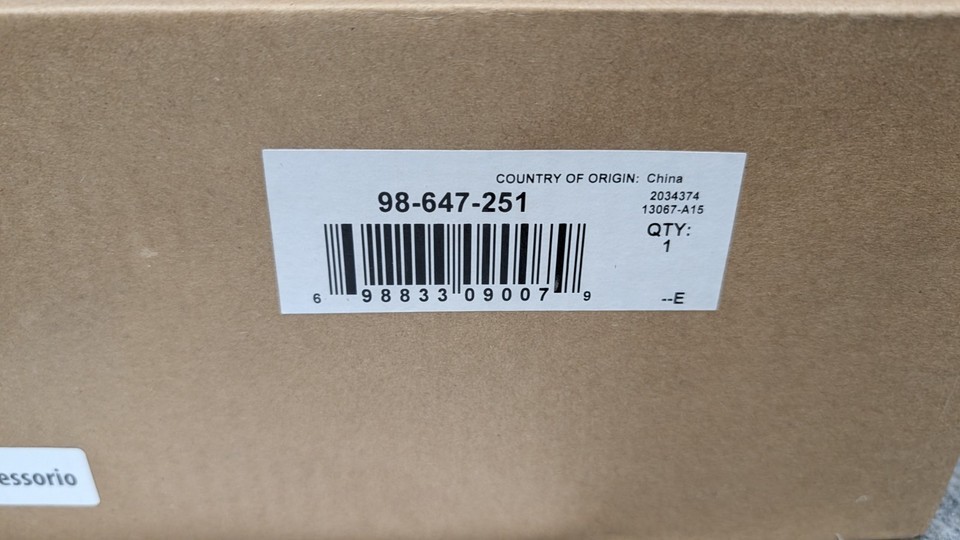 COUNTRY OF ORIGIN: China
98-647-251
2034374
13067-A15
QTY:
1
6 98833 09007 9
--E
essorio